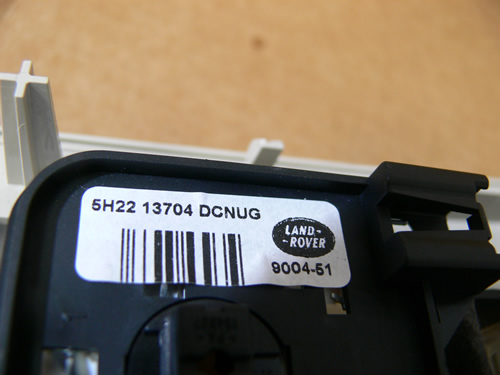 5H22 13704 DCNUG
LAND-
-ROVER
9004-51